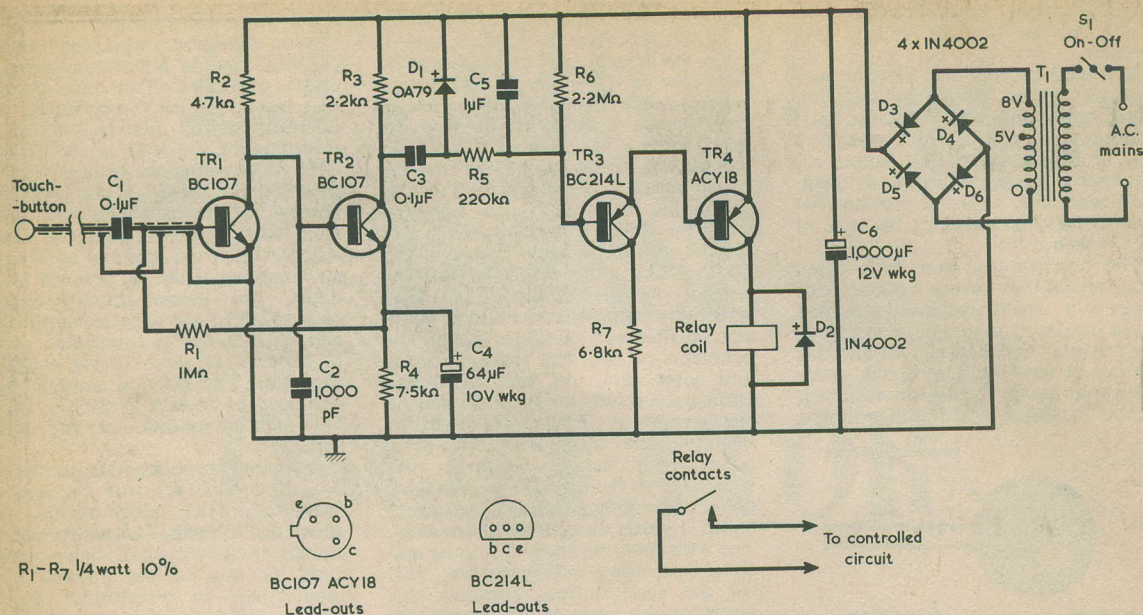 S1
On-Off
4 x IN4002
T1
R2
4.7kΩ
R3
2.2kΩ
D1
OA79
+
C5
1µF
R6
2.2MΩ
D3
+
D4
+
8V
5V
O
A.C.
mains
D5
+
D6
+
TR1
BC107
TR2
BC107
TR3
BC214L
TR4
ACY18
Touch-
-button
C1
0.1µF
C3
0.1µF
R5
220kΩ
+
C6
1,000µF
12V wkg
R1
1MΩ
C2
1,000
pF
R4
7.5kΩ
+
C4
64µF
10V wkg
R7
6.8kΩ
Relay
coil
+
D2
IN4002
Relay
contacts
To controlled
circuit
e
b
c
b c e
R1-R7 1/4 watt 10%
BC107 ACY18
Lead-outs
BC214L
Lead-outs